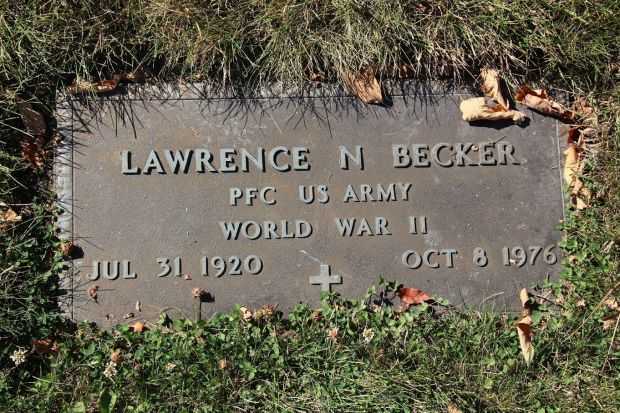 LAWRENCE N BECKER
PFC US ARMY
WORLD WAR II
JUL 31 1920 OCT 8 1976